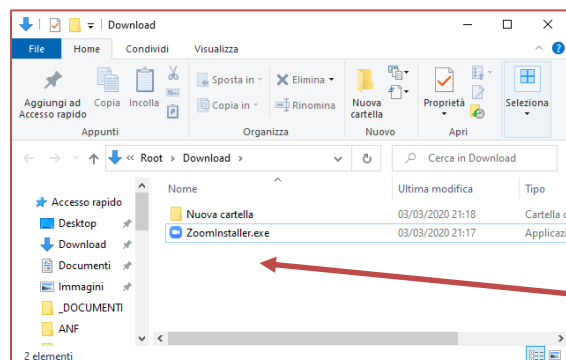 Download
File Home Condividi Visualizza
Aggiungi ad Accesso rapido
Copia
Incolla
Sposta in
Copia in
Elimina
Rinomina
Nuova cartella
Proprietà
Seleziona
Appunti Organizza Nuovo Apri
« Root › Download › Cerca in Download
Nome Ultima modifica Tipo
Accesso rapido
Desktop
Download
Documenti
Immagini
_DOCUMENTI
ANF
Nuova cartella 03/03/2020 21:18 Cartella
ZoomInstaller.exe 03/03/2020 21:17 Applicazi
2 elementi